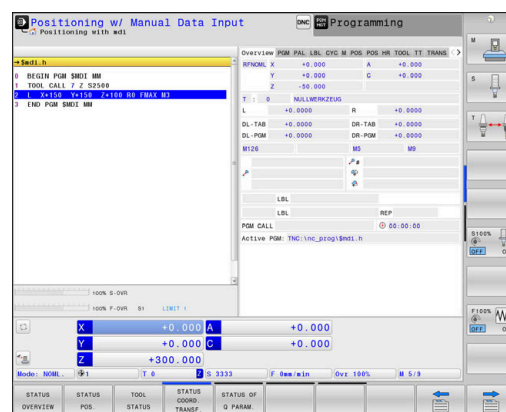 Positioning w/ Manual Data Input
Positioning with mdi
DNC Programming
Overview PGM PAL LBL CYC M POS POS HR TOOL TT TRANS
→$mdi.h
RFNOML X +0.000 A +0.000
Y +0.000 C +0.000
Z -50.000
0 BEGIN PGM $MDI MM
1 TOOL CALL 7 Z S2500
2 L X+150 Y+150 Z+100 R0 FMAX M3
3 END PGM $MDI MM
T : 0 NULLWERKZEUG
L +0.0000 R +0.0000
DL-TAB +0.0000 DR-TAB +0.0000
DL-PGM +0.0000 DR-PGM +0.0000
M126 M5 M9
LBL
LBL REP
PGM CALL 00:00:00
Active PGM: TNC:\nc_prog\$mdi.h
100% S-OVR
100% F-OVR S1 LIMIT 1
X +0.000 A +0.000
Y +0.000 C +0.000
Z +300.000
Mode: NOML. 1 T 0 Z S 3333 F 0mm/min Ovr 100% M 5/9
STATUS OVERVIEW
STATUS POS.
TOOL STATUS
STATUS COORD. TRANSF.
STATUS OF Q PARAM.
M
S
T
S100%
OFF
F100%
OFF